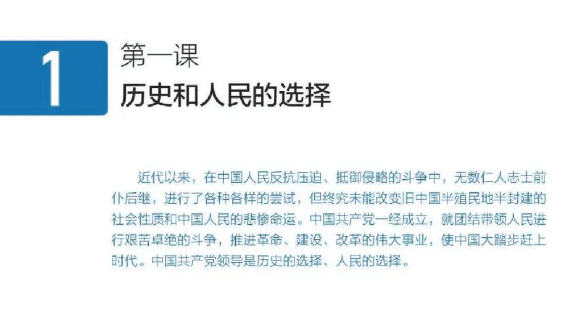 1
第一课
历史和人民的选择
近代以来，在中国人民反抗压迫、抵御侵略的斗争中，无数仁人志士前
仆后继，进行了各种各样的尝试，但终究未能改变旧中国半殖民地半封建的
社会性质和中国人民的悲惨命运。中国共产党一经成立，就团结带领人民进
行艰苦卓绝的斗争，推进革命、建设、改革的伟大事业，使中国大踏步赶上
时代。中国共产党领导是历史的选择、人民的选择。